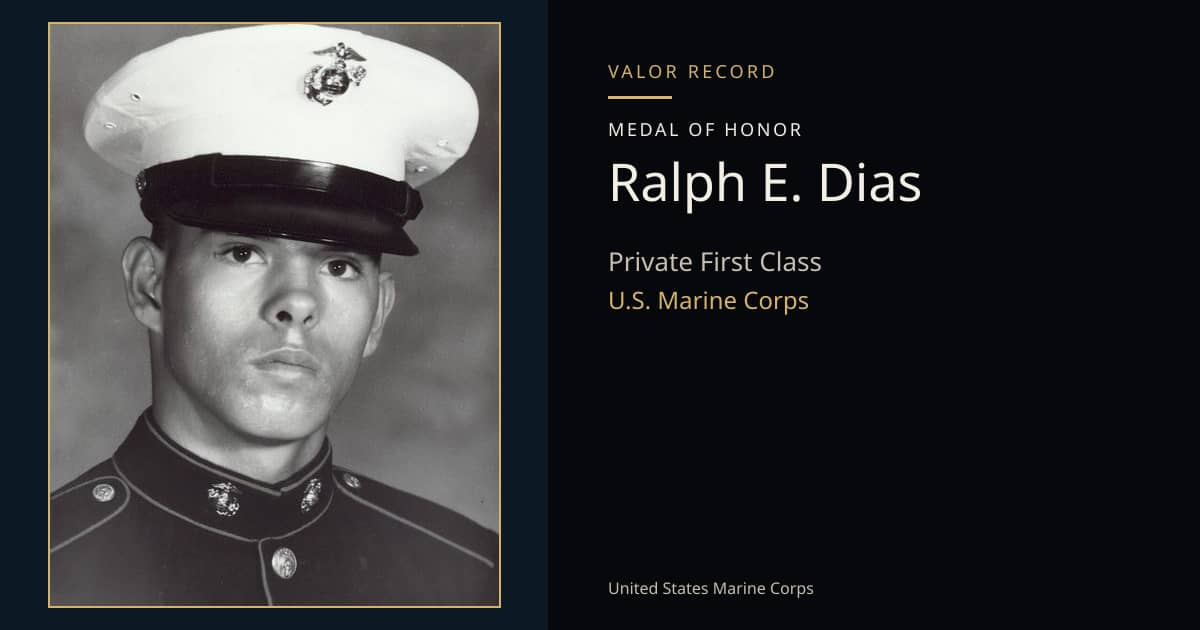 VALOR RECORD
MEDAL OF HONOR
Ralph E. Dias
Private First Class
U.S. Marine Corps
United States Marine Corps